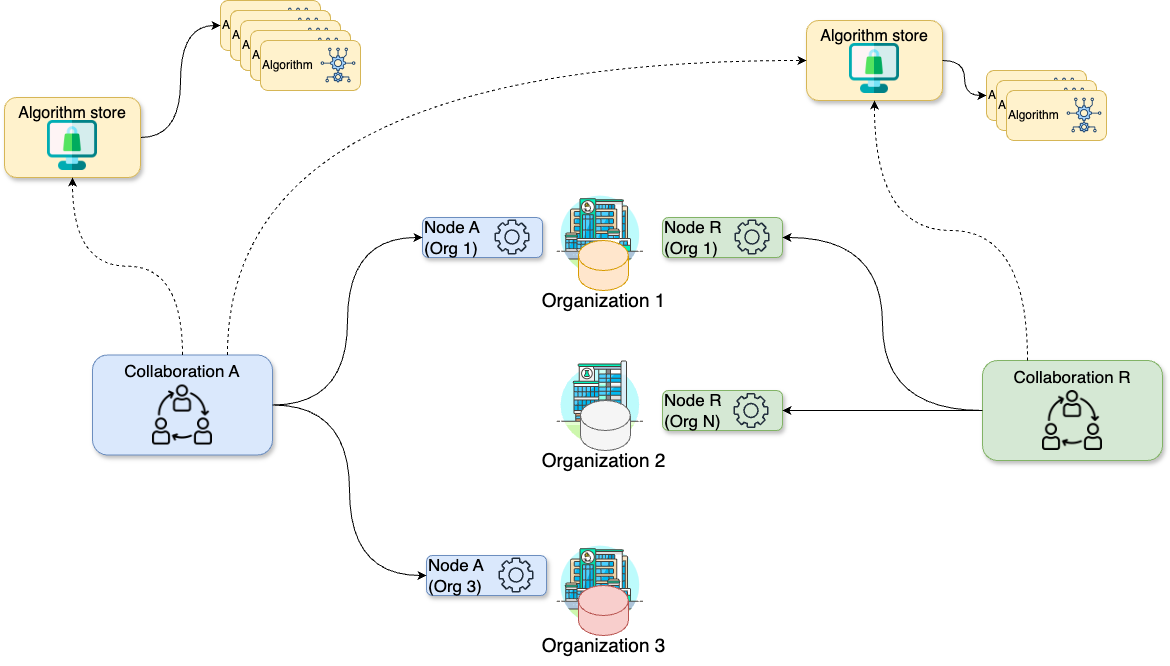 A
A
A
A
Algorithm
Algorithm store
Algorithm store
A
A
Algorithm
Node A
(Org 1)
Node R
(Org 1)
Organization 1
Collaboration A
Collaboration R
Node R
(Org N)
Organization 2
Node A
(Org 3)
Organization 3